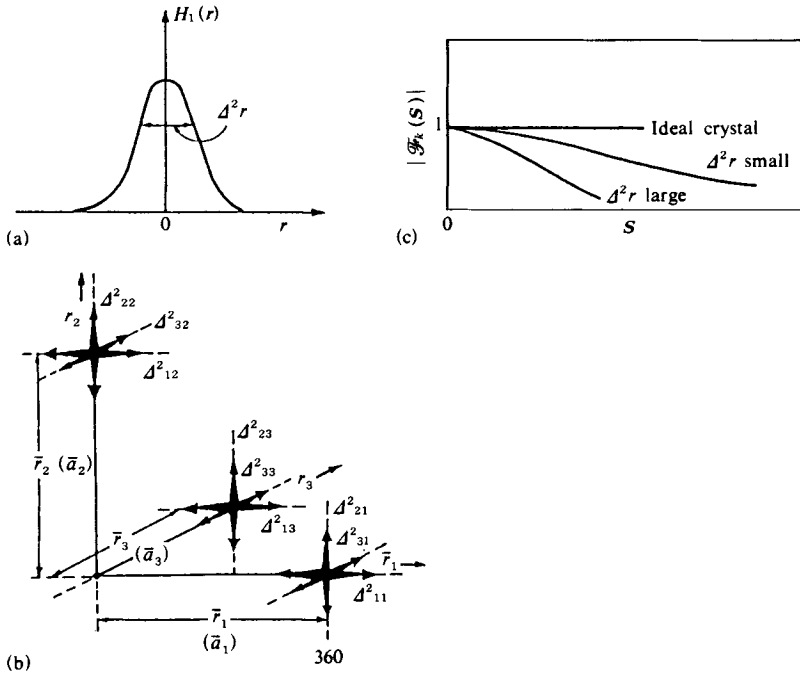 H₁(r)
Δ²r
0
r
(a)
|ℱₖ(S)|
1
Ideal crystal
Δ²r small
Δ²r large
0
S
(c)
r₂
Δ²₂₂
Δ²₃₂
Δ²₁₂
r̄₂ (ā₂)
Δ²₂₃
Δ²₃₃
r₃
Δ²₁₃
r̄₃
(ā₃)
Δ²₂₁
Δ²₃₁
r̄₁
Δ²₁₁
r̄₁
(ā₁)
360
(b)